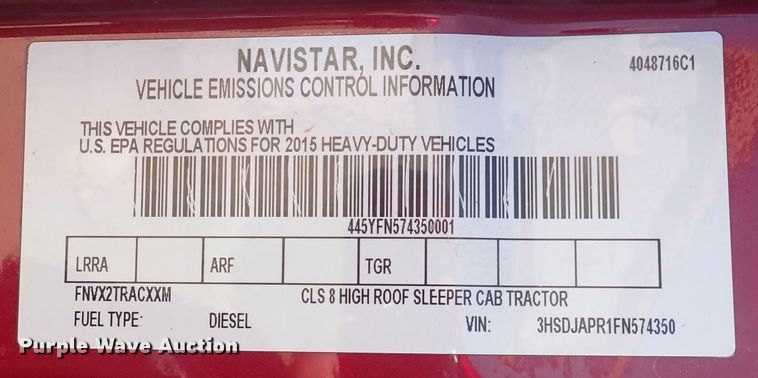 NAVISTAR, INC.
4048716C1
VEHICLE EMISSIONS CONTROL INFORMATION
THIS VEHICLE COMPLIES WITH
U.S. EPA REGULATIONS FOR 2015 HEAVY-DUTY VEHICLES
445YFN574350001
LRRA ARF TGR
FNVX2TRACXXM CLS 8 HIGH ROOF SLEEPER CAB TRACTOR
FUEL TYPE: DIESEL VIN: 3HSDJAPR1FN574350
Purple Wave Auction